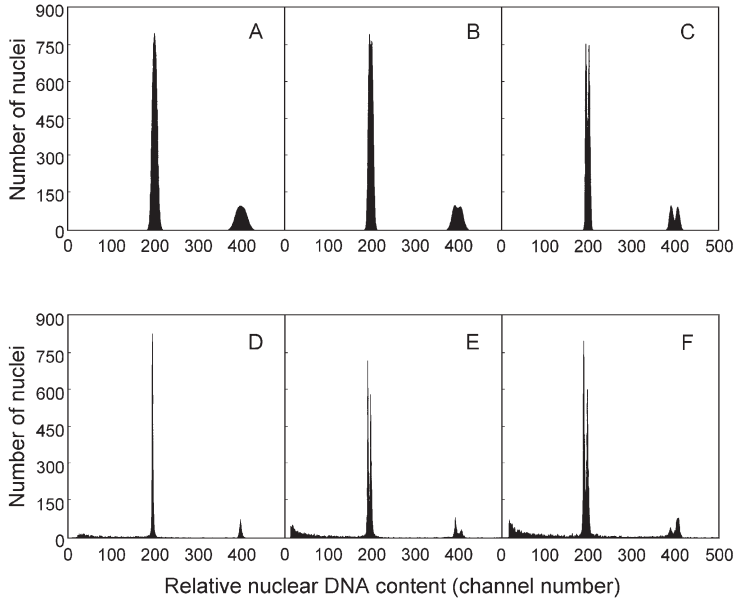 Number of nuclei
900
750
600
450
300
150
0
A
B
C
0 100 200 300 400 0 100 200 300 400 0 100 200 300 400 500
Number of nuclei
900
750
600
450
300
150
0
D
E
F
0 100 200 300 400 0 100 200 300 400 0 100 200 300 400 500
Relative nuclear DNA content (channel number)